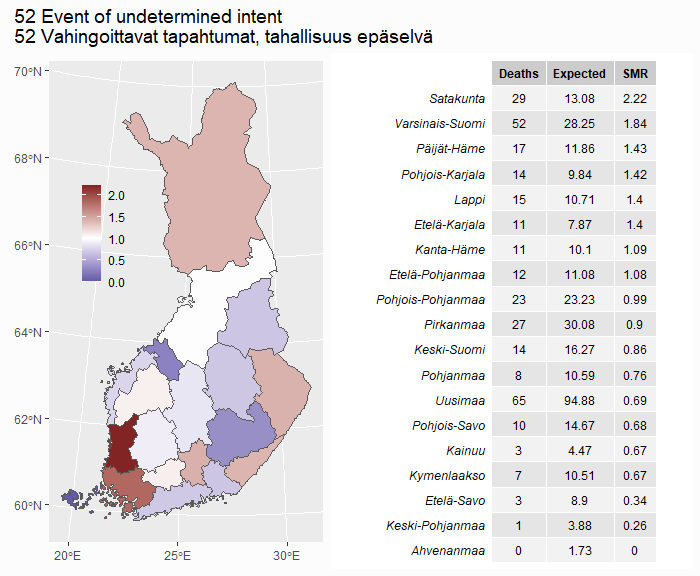 52 Event of undetermined intent
52 Vahingoittavat tapahtumat, tahallisuus epäselvä
70°N
68°N
66°N
64°N
62°N
60°N
20°E 25°E 30°E
2.0
1.5
1.0
0.5
0.0
Deaths Expected SMR
Satakunta 29 13.08 2.22
Varsinais-Suomi 52 28.25 1.84
Päijät-Häme 17 11.86 1.43
Pohjois-Karjala 14 9.84 1.42
Lappi 15 10.71 1.4
Etelä-Karjala 11 7.87 1.4
Kanta-Häme 11 10.1 1.09
Etelä-Pohjanmaa 12 11.08 1.08
Pohjois-Pohjanmaa 23 23.23 0.99
Pirkanmaa 27 30.08 0.9
Keski-Suomi 14 16.27 0.86
Pohjanmaa 8 10.59 0.76
Uusimaa 65 94.88 0.69
Pohjois-Savo 10 14.67 0.68
Kainuu 3 4.47 0.67
Kymenlaakso 7 10.51 0.67
Etelä-Savo 3 8.9 0.34
Keski-Pohjanmaa 1 3.88 0.26
Ahvenanmaa 0 1.73 0